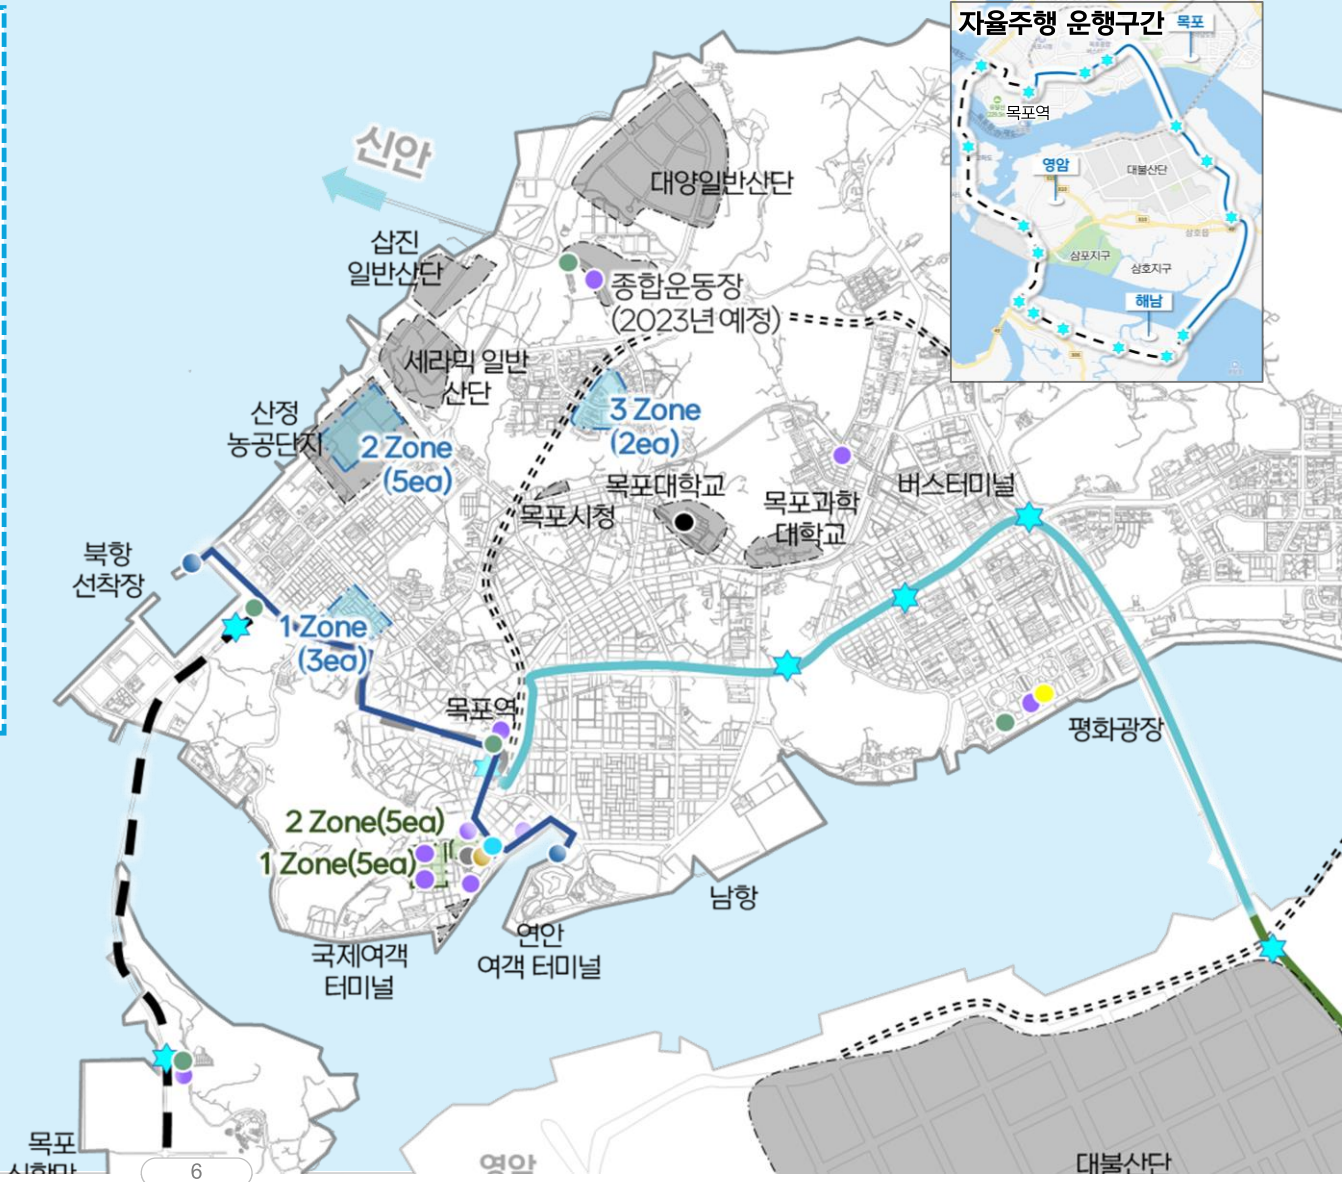 자율주행 운행구간
목포
목포역
영암
대불산단
삼포지구
삼호지구
삼호읍
해남
신안
대양일반산단
삽진
일반산단
종합운동장
(2023년 예정)
세라믹 일반
산단
산정
농공단지
2 Zone
(5ea)
3 Zone
(2ea)
목포대학교
목포시청
목포과학
대학교
버스터미널
북항
선착장
1 Zone
(3ea)
목포역
평화광장
2 Zone(5ea)
1 Zone(5ea)
남항
국제여객
터미널
연안
여객 터미널
목포
신항만
영암
대불산단
6